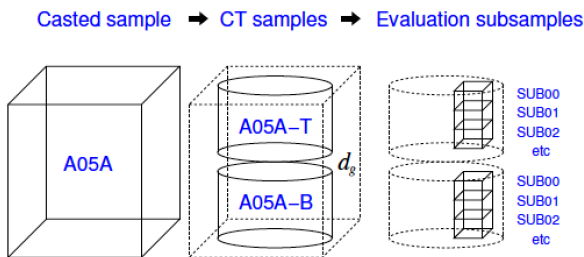 Casted sample → CT samples → Evaluation subsamples
A05A
A05A−T
A05A−B
d_g
SUB00
SUB01
SUB02
etc
SUB00
SUB01
SUB02
etc